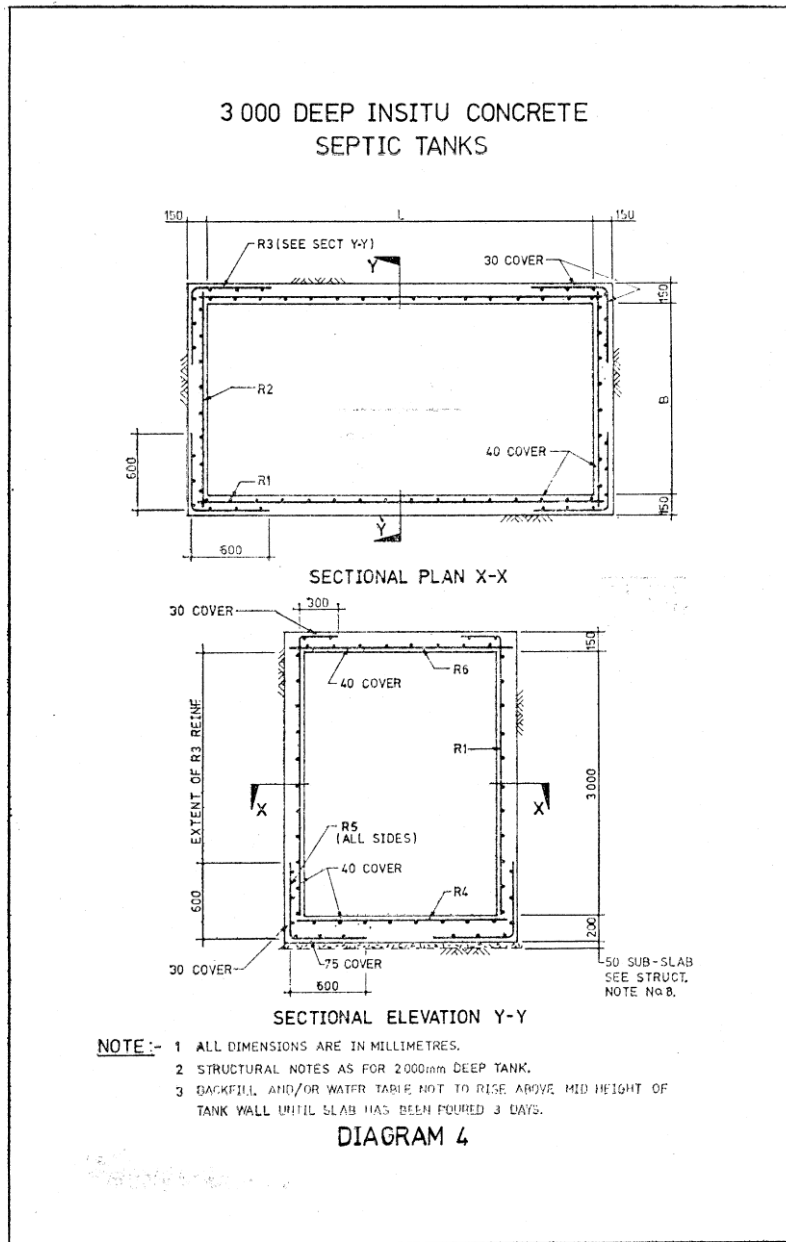 3 000 DEEP INSITU CONCRETE
SEPTIC TANKS
150
L
150
R3 (SEE SECT Y-Y)
Y
30 COVER
150
R2
B
600
R1
40 COVER
150
Y
600
SECTIONAL PLAN X-X
300
30 COVER
150
40 COVER
R6
EXTENT OF R3 REINF
R1
3000
X
X
R5
(ALL SIDES)
40 COVER
600
R4
200
30 COVER
75 COVER
600
50 SUB-SLAB
SEE STRUCT.
NOTE No 8.
SECTIONAL ELEVATION Y-Y
NOTE:- 1 ALL DIMENSIONS ARE IN MILLIMETRES.
2 STRUCTURAL NOTES AS FOR 2000mm DEEP TANK.
3 BACKFILL AND/OR WATER TABLE NOT TO RISE ABOVE MID HEIGHT OF
TANK WALL UNTIL SLAB HAS BEEN POURED 3 DAYS.
DIAGRAM 4